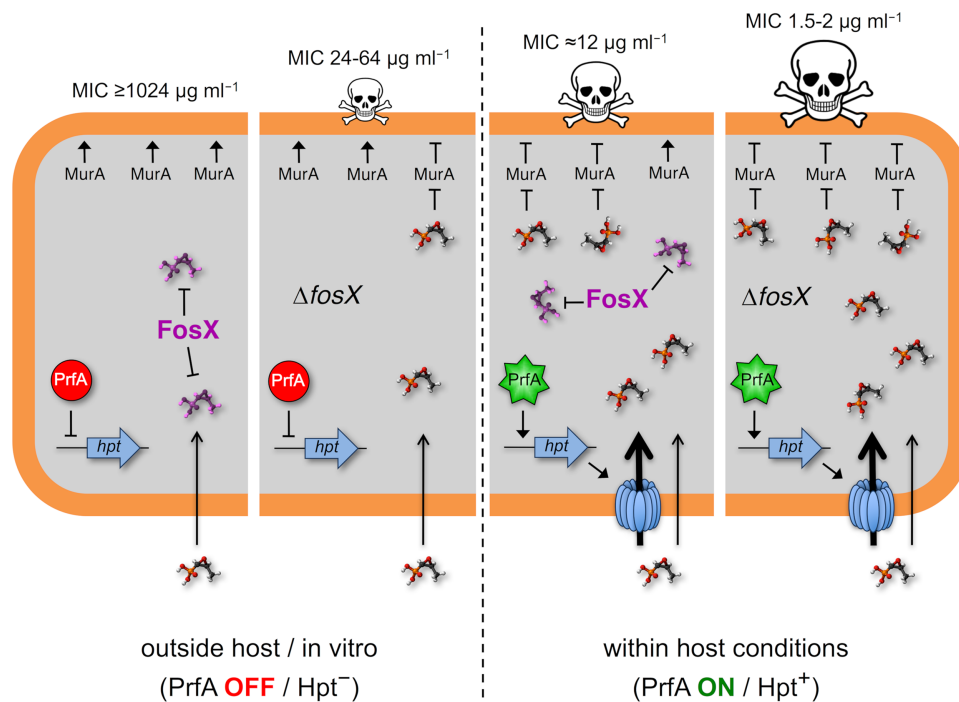 MIC ≥1024 µg ml⁻¹
MIC 24-64 µg ml⁻¹
MIC ≈12 µg ml⁻¹
MIC 1.5-2 µg ml⁻¹
MurA MurA MurA
MurA MurA MurA
MurA MurA MurA
MurA MurA MurA
FosX
ΔfosX
FosX
ΔfosX
PrfA
PrfA
PrfA
PrfA
hpt
hpt
hpt
hpt
outside host / in vitro
(PrfA OFF / Hpt⁻)
within host conditions
(PrfA ON / Hpt⁺)